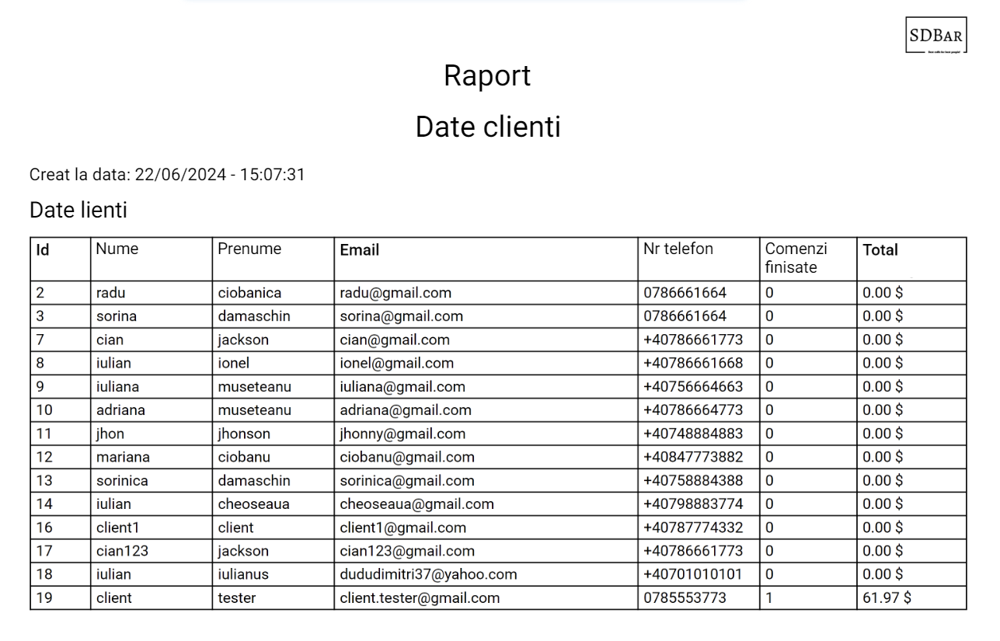 SDBAR
Best cafe for best people!
Raport
Date clienti
Creat la data: 22/06/2024 - 15:07:31
Date lienti
Id Nume Prenume Email Nr telefon Comenzi finisate Total
2 radu ciobanica radu@gmail.com 0786661664 0 0.00 $
3 sorina damaschin sorina@gmail.com 0786661664 0 0.00 $
7 cian jackson cian@gmail.com +40786661773 0 0.00 $
8 iulian ionel ionel@gmail.com +40786661668 0 0.00 $
9 iuliana museteanu iuliana@gmail.com +40756664663 0 0.00 $
10 adriana museteanu adriana@gmail.com +40786664773 0 0.00 $
11 jhon jhonson jhonny@gmail.com +40748884883 0 0.00 $
12 mariana ciobanu ciobanu@gmail.com +40847773882 0 0.00 $
13 sorinica damaschin sorinica@gmail.com +40758884388 0 0.00 $
14 iulian cheoseaua cheoseaua@gmail.com +40798883774 0 0.00 $
16 client1 client client1@gmail.com +40787774332 0 0.00 $
17 cian123 jackson cian123@gmail.com +40786661773 0 0.00 $
18 iulian iulianus dududimitri37@yahoo.com +40701010101 0 0.00 $
19 client tester client.tester@gmail.com 0785553773 1 61.97 $